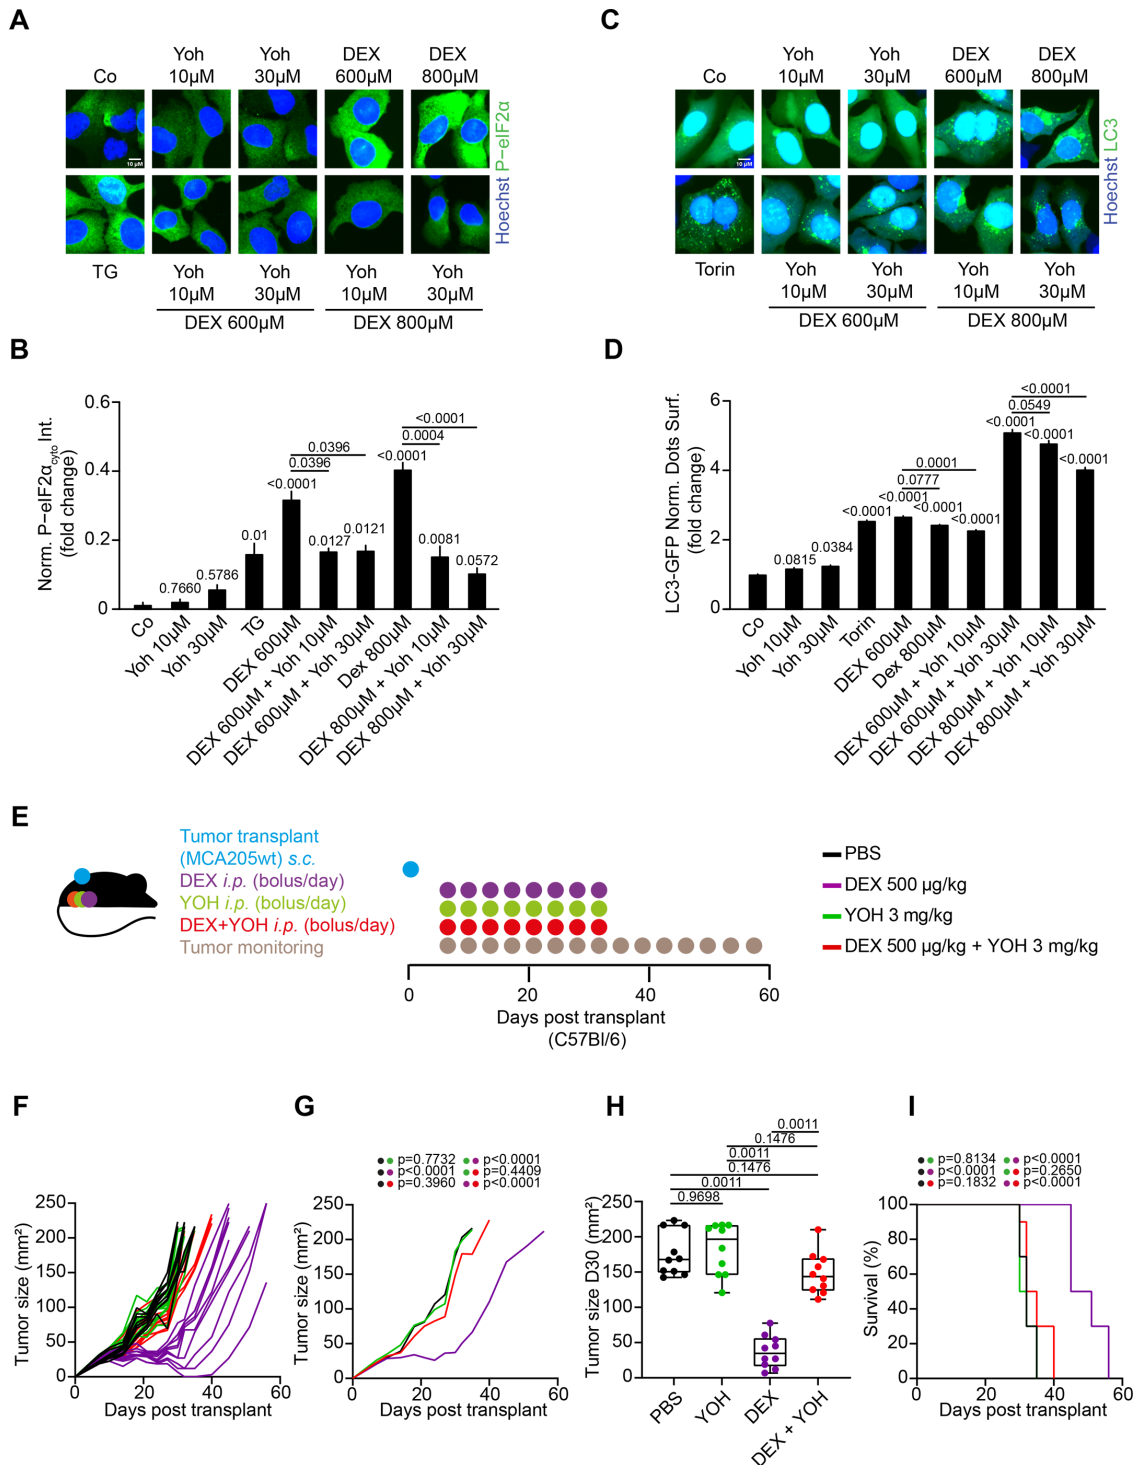 A
Co
Yoh 10µM
Yoh 30µM
DEX 600µM
DEX 800µM
10 µM
Hoechst P−eIF2α
TG
Yoh 10µM
Yoh 30µM
Yoh 10µM
Yoh 30µM
DEX 600µM
DEX 800µM
C
Co
Yoh 10µM
Yoh 30µM
DEX 600µM
DEX 800µM
10 µM
Hoechst LC3
Torin
Yoh 10µM
Yoh 30µM
Yoh 10µM
Yoh 30µM
DEX 600µM
DEX 800µM
B
Norm. P−eIF2αcyto Int.
(fold change)
0.6
0.4
0.2
0
0.7660
0.5786
0.01
<0.0001
0.0396
0.0396
0.0127
0.0121
<0.0001
0.0004
<0.0001
0.0081
0.0572
Co
Yoh 10µM
Yoh 30µM
TG
DEX 600µM
DEX 600µM + Yoh 10µM
DEX 600µM + Yoh 30µM
Dex 800µM
DEX 800µM + Yoh 10µM
DEX 800µM + Yoh 30µM
D
LC3-GFP Norm. Dots Surf.
(fold change)
6
4
2
0
0.0815
0.0384
<0.0001
<0.0001
0.0777
0.0001
<0.0001
<0.0001
<0.0001
0.0549
<0.0001
<0.0001
<0.0001
Co
Yoh 10µM
Yoh 30µM
Torin
DEX 600µM
Dex 800µM
DEX 600µM + Yoh 10µM
DEX 600µM + Yoh 30µM
DEX 800µM + Yoh 10µM
DEX 800µM + Yoh 30µM
E
Tumor transplant
(MCA205wt) s.c.
DEX i.p. (bolus/day)
YOH i.p. (bolus/day)
DEX+YOH i.p. (bolus/day)
Tumor monitoring
0 20 40 60
Days post transplant
(C57Bl/6)
PBS
DEX 500 µg/kg
YOH 3 mg/kg
DEX 500 µg/kg + YOH 3 mg/kg
F
Tumor size (mm²)
250
200
150
100
50
0
0 20 40 60
Days post transplant
G
p=0.7732 p<0.0001
p<0.0001 p=0.4409
p=0.3960 p<0.0001
Tumor size (mm²)
250
200
150
100
50
0
0 20 40 60
Days post transplant
H
0.0011
0.1476
0.0011
0.1476
0.0011
0.9698
Tumor size D30 (mm²)
250
200
150
100
50
0
PBS
YOH
DEX
DEX + YOH
I
p=0.8134 p<0.0001
p<0.0001 p=0.2650
p=0.1832 p<0.0001
Survival (%)
100
80
60
40
20
0
0 20 40 60
Days post transplant